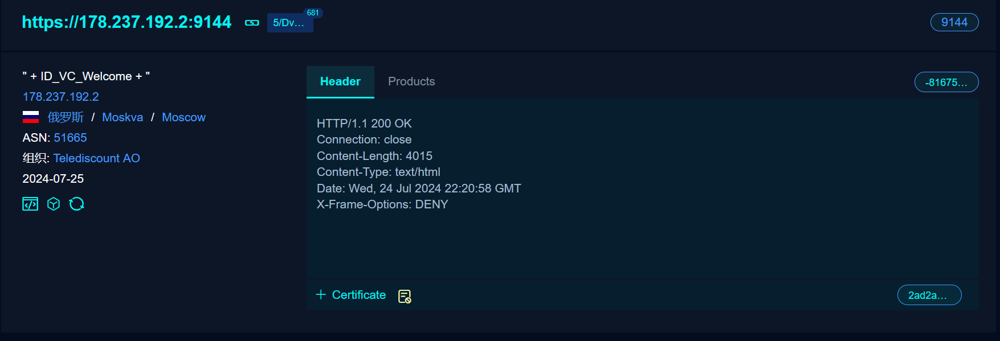 https://178.237.192.2:9144 5/Dv... 681 9144
" + ID_VC_Welcome + "
178.237.192.2
俄罗斯 / Moskva / Moscow
ASN: 51665
组织: Telediscount AO
2024-07-25
Header Products -81675...
HTTP/1.1 200 OK
Connection: close
Content-Length: 4015
Content-Type: text/html
Date: Wed, 24 Jul 2024 22:20:58 GMT
X-Frame-Options: DENY
+ Certificate 2ad2a...